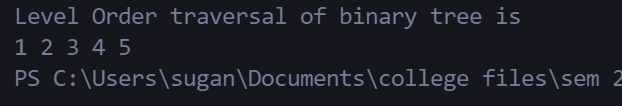 Level Order traversal of binary tree is
1 2 3 4 5
PS C:\Users\sugan\Documents\college files\sem 2